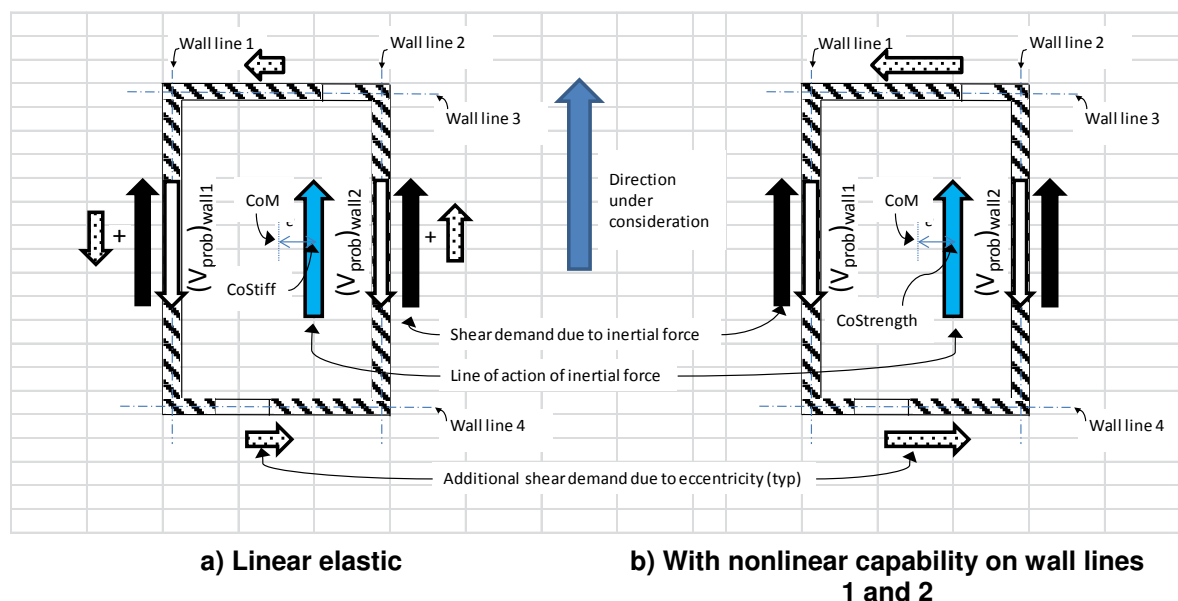 Wall line 1
Wall line 2
Wall line 3
CoM
(Vprob)wall1
(Vprob)wall2
+
+
CoStiff
Direction
under
consideration
Shear demand due to inertial force
Line of action of inertial force
Wall line 4
Additional shear demand due to eccentricity (typ)
Wall line 1
Wall line 2
Wall line 3
CoM
(Vprob)wall1
(Vprob)wall2
CoStrength
Wall line 4
a) Linear elastic
b) With nonlinear capability on wall lines
1 and 2